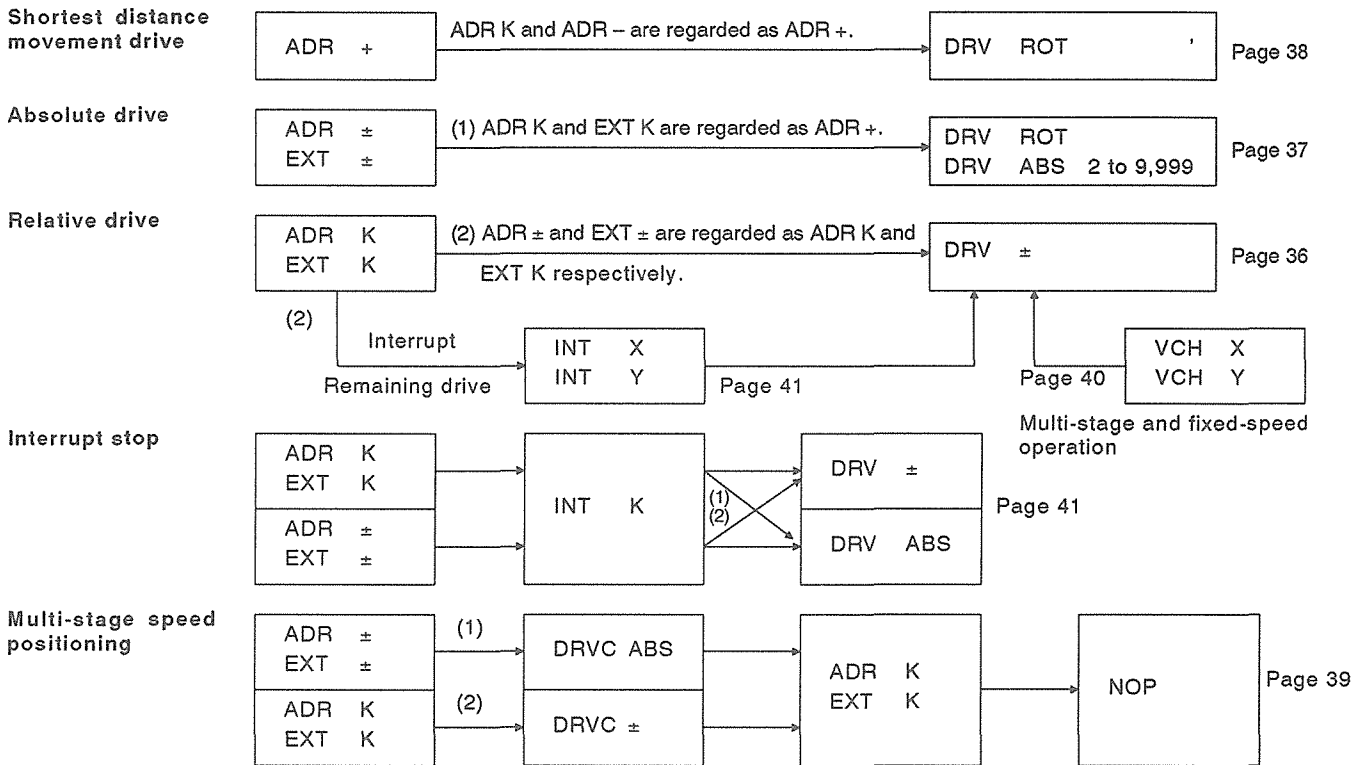 Shortest distance
movement drive
ADR +
ADR K and ADR – are regarded as ADR +.
DRV ROT '
Page 38
Absolute drive
ADR ±
EXT ±
(1) ADR K and EXT K are regarded as ADR +.
DRV ROT
DRV ABS 2 to 9,999
Page 37
Relative drive
ADR K
EXT K
(2) ADR ± and EXT ± are regarded as ADR K and
EXT K respectively.
DRV ±
Page 36
(2)
Interrupt
Remaining drive
INT X
INT Y
Page 41
Page 40
VCH X
VCH Y
Multi-stage and fixed-speed
operation
Interrupt stop
ADR K
EXT K
ADR ±
EXT ±
INT K
(1)
(2)
DRV ±
DRV ABS
Page 41
Multi-stage speed
positioning
ADR ±
EXT ±
(1)
DRVC ABS
ADR K
EXT K
(2)
DRVC ±
ADR K
EXT K
NOP
Page 39